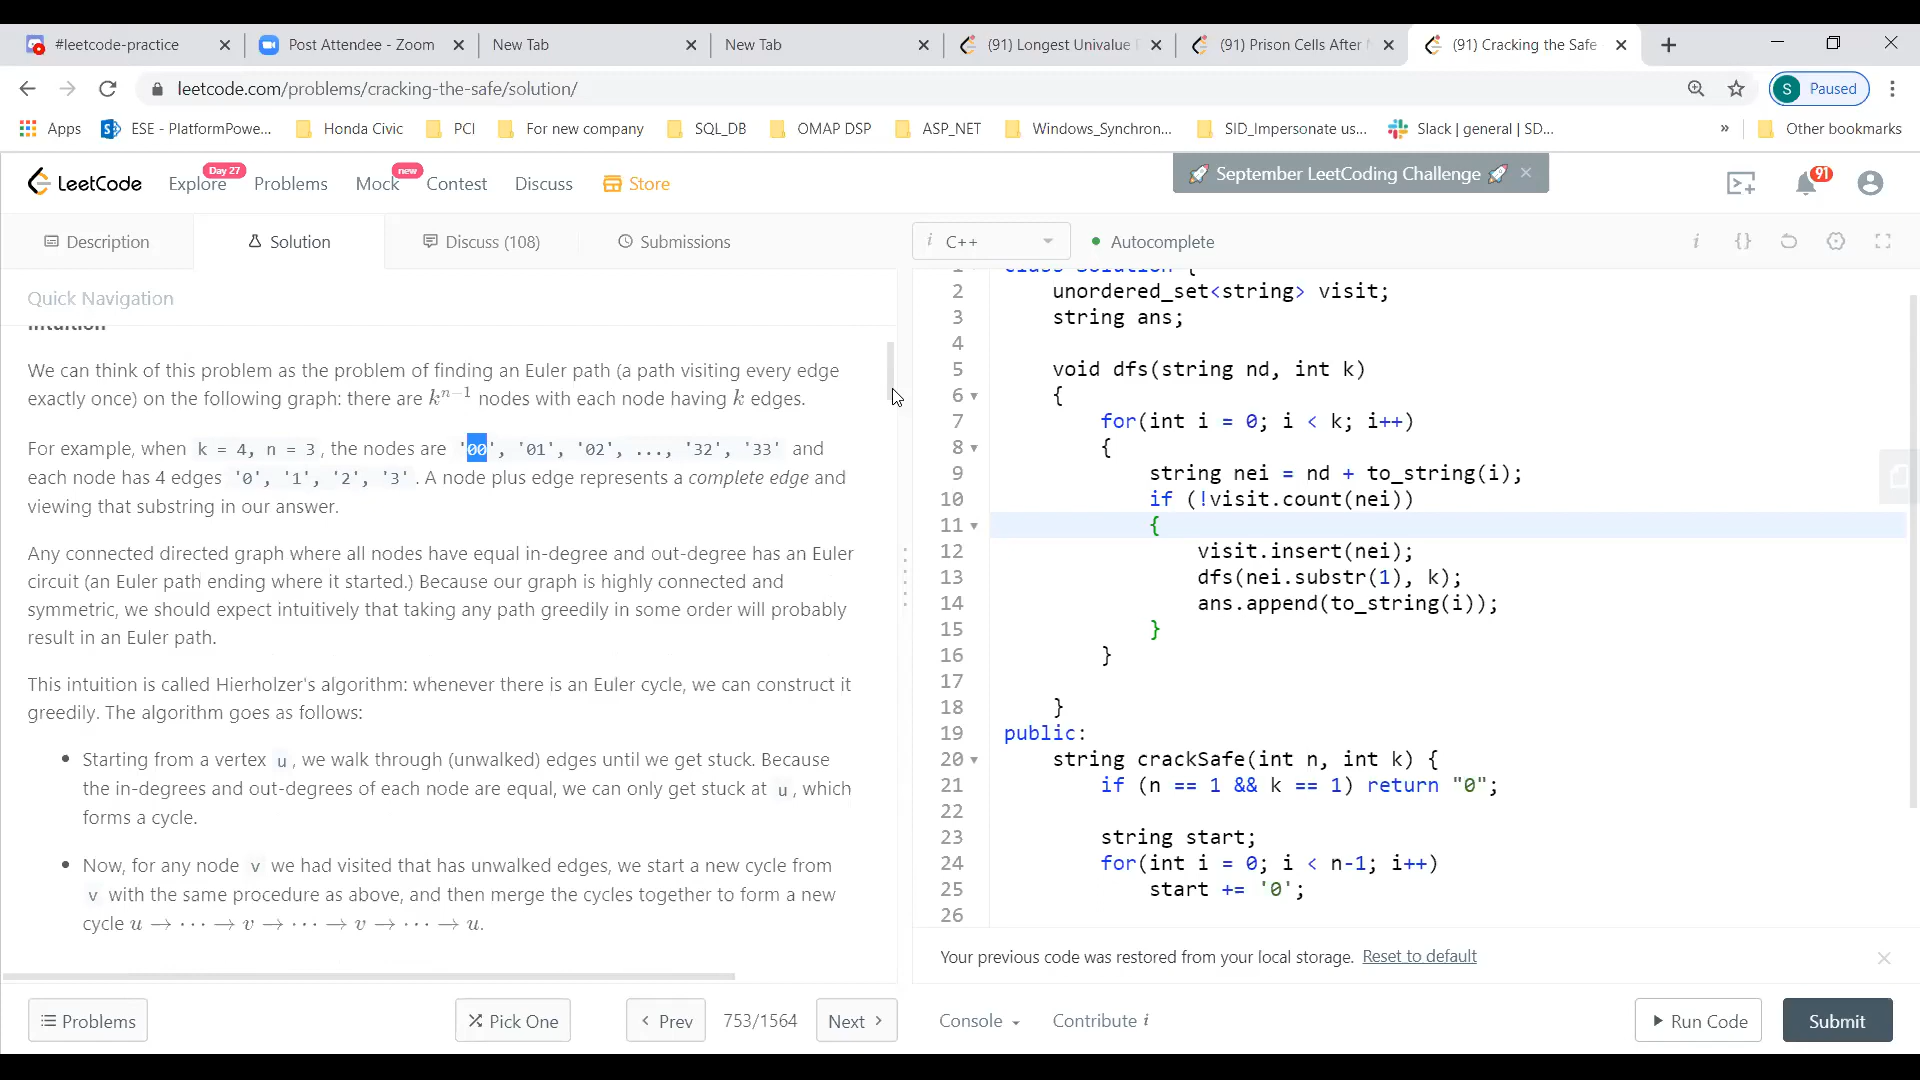 #leetcode-practice
Post Attendee - Zoom
New Tab
New Tab
(91) Longest Univalue
(91) Prison Cells After
(91) Cracking the Safe
leetcode.com/problems/cracking-the-safe/solution/
S Paused
Apps
ESE - PlatformPowe...
Honda Civic
PCI
For new company
SQL_DB
OMAP DSP
ASP_NET
Windows_Synchron...
SID_Impersonate us...
Slack | general | SD...
»
Other bookmarks
LeetCode
Explore
Day 27
Problems
Mock
new
Contest
Discuss
Store
🚀 September LeetCoding Challenge 🚀
91
Description
Solution
Discuss (108)
Submissions
i C++
Autocomplete
Quick Navigation
Intuition
We can think of this problem as the problem of finding an Euler path (a path visiting every edge
exactly once) on the following graph: there are kⁿ⁻¹ nodes with each node having k edges.
For example, when k = 4, n = 3, the nodes are '00', '01', '02', ..., '32', '33' and
each node has 4 edges '0', '1', '2', '3'. A node plus edge represents a complete edge and
viewing that substring in our answer.
Any connected directed graph where all nodes have equal in-degree and out-degree has an Euler
circuit (an Euler path ending where it started.) Because our graph is highly connected and
symmetric, we should expect intuitively that taking any path greedily in some order will probably
result in an Euler path.
This intuition is called Hierholzer's algorithm: whenever there is an Euler cycle, we can construct it
greedily. The algorithm goes as follows:
• Starting from a vertex u, we walk through (unwalked) edges until we get stuck. Because
the in-degrees and out-degrees of each node are equal, we can only get stuck at u, which
forms a cycle.
• Now, for any node v we had visited that has unwalked edges, we start a new cycle from
v with the same procedure as above, and then merge the cycles together to form a new
cycle u → ··· → v → ··· → v → ··· → u.
1 class Solution {
2 unordered_set<string> visit;
3 string ans;
4
5 void dfs(string nd, int k)
6 {
7 for(int i = 0; i < k; i++)
8 {
9 string nei = nd + to_string(i);
10 if (!visit.count(nei))
11 {
12 visit.insert(nei);
13 dfs(nei.substr(1), k);
14 ans.append(to_string(i));
15 }
16 }
17
18 }
19 public:
20 string crackSafe(int n, int k) {
21 if (n == 1 && k == 1) return "0";
22
23 string start;
24 for(int i = 0; i < n-1; i++)
25 start += '0';
26
Your previous code was restored from your local storage. Reset to default
Problems
Pick One
Prev
753/1564
Next
Console
Contribute i
Run Code
Submit